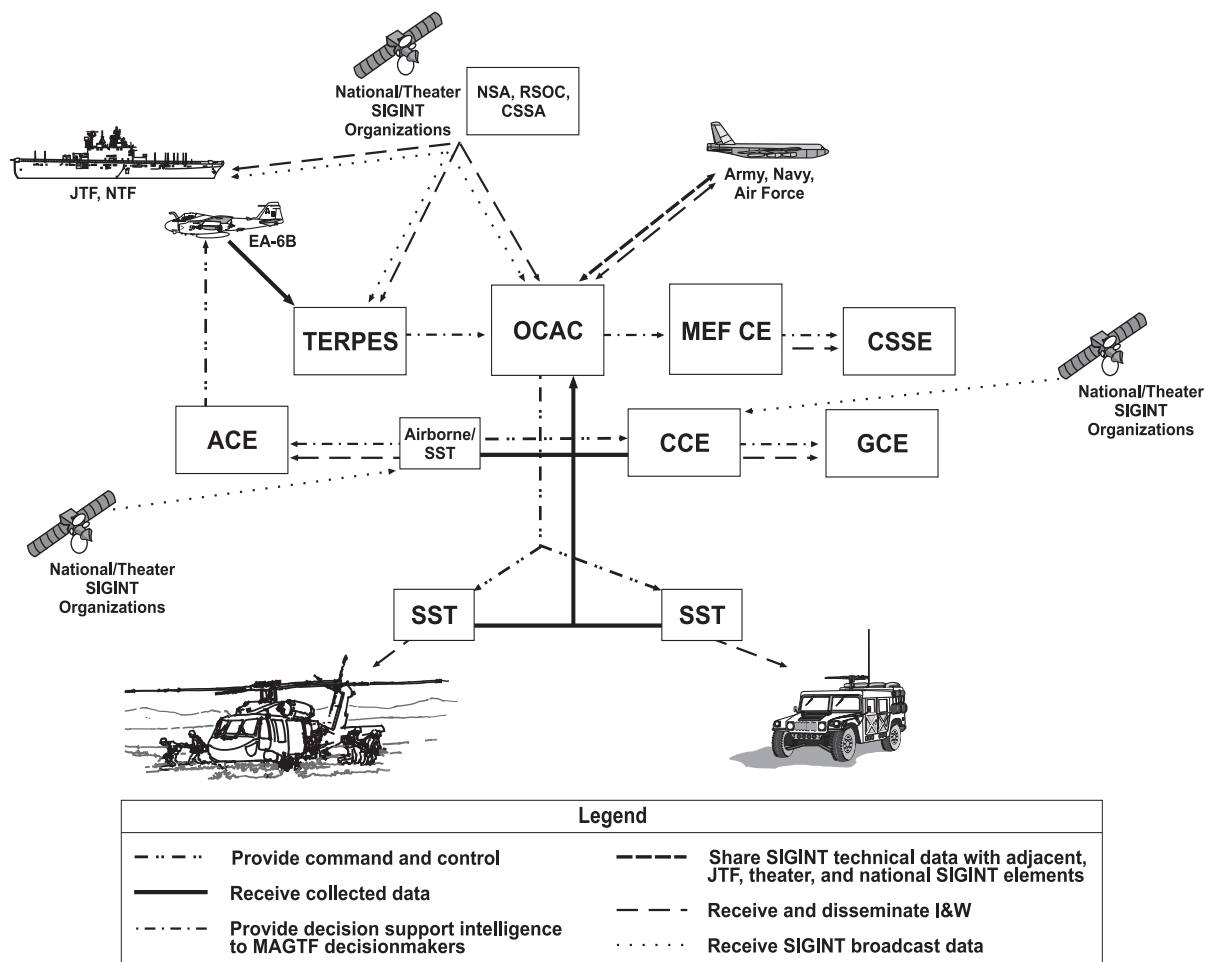 National/Theater
SIGINT
Organizations
NSA, RSOC,
CSSA
JTF, NTF
Army, Navy,
Air Force
EA-6B
TERPES
OCAC
MEF CE
CSSE
National/Theater
SIGINT
Organizations
ACE
Airborne/
SST
CCE
GCE
National/Theater
SIGINT
Organizations
SST
SST
Legend
Provide command and control
Receive collected data
Provide decision support intelligence
to MAGTF decisionmakers
Share SIGINT technical data with adjacent,
JTF, theater, and national SIGINT elements
Receive and disseminate I&W
Receive SIGINT broadcast data